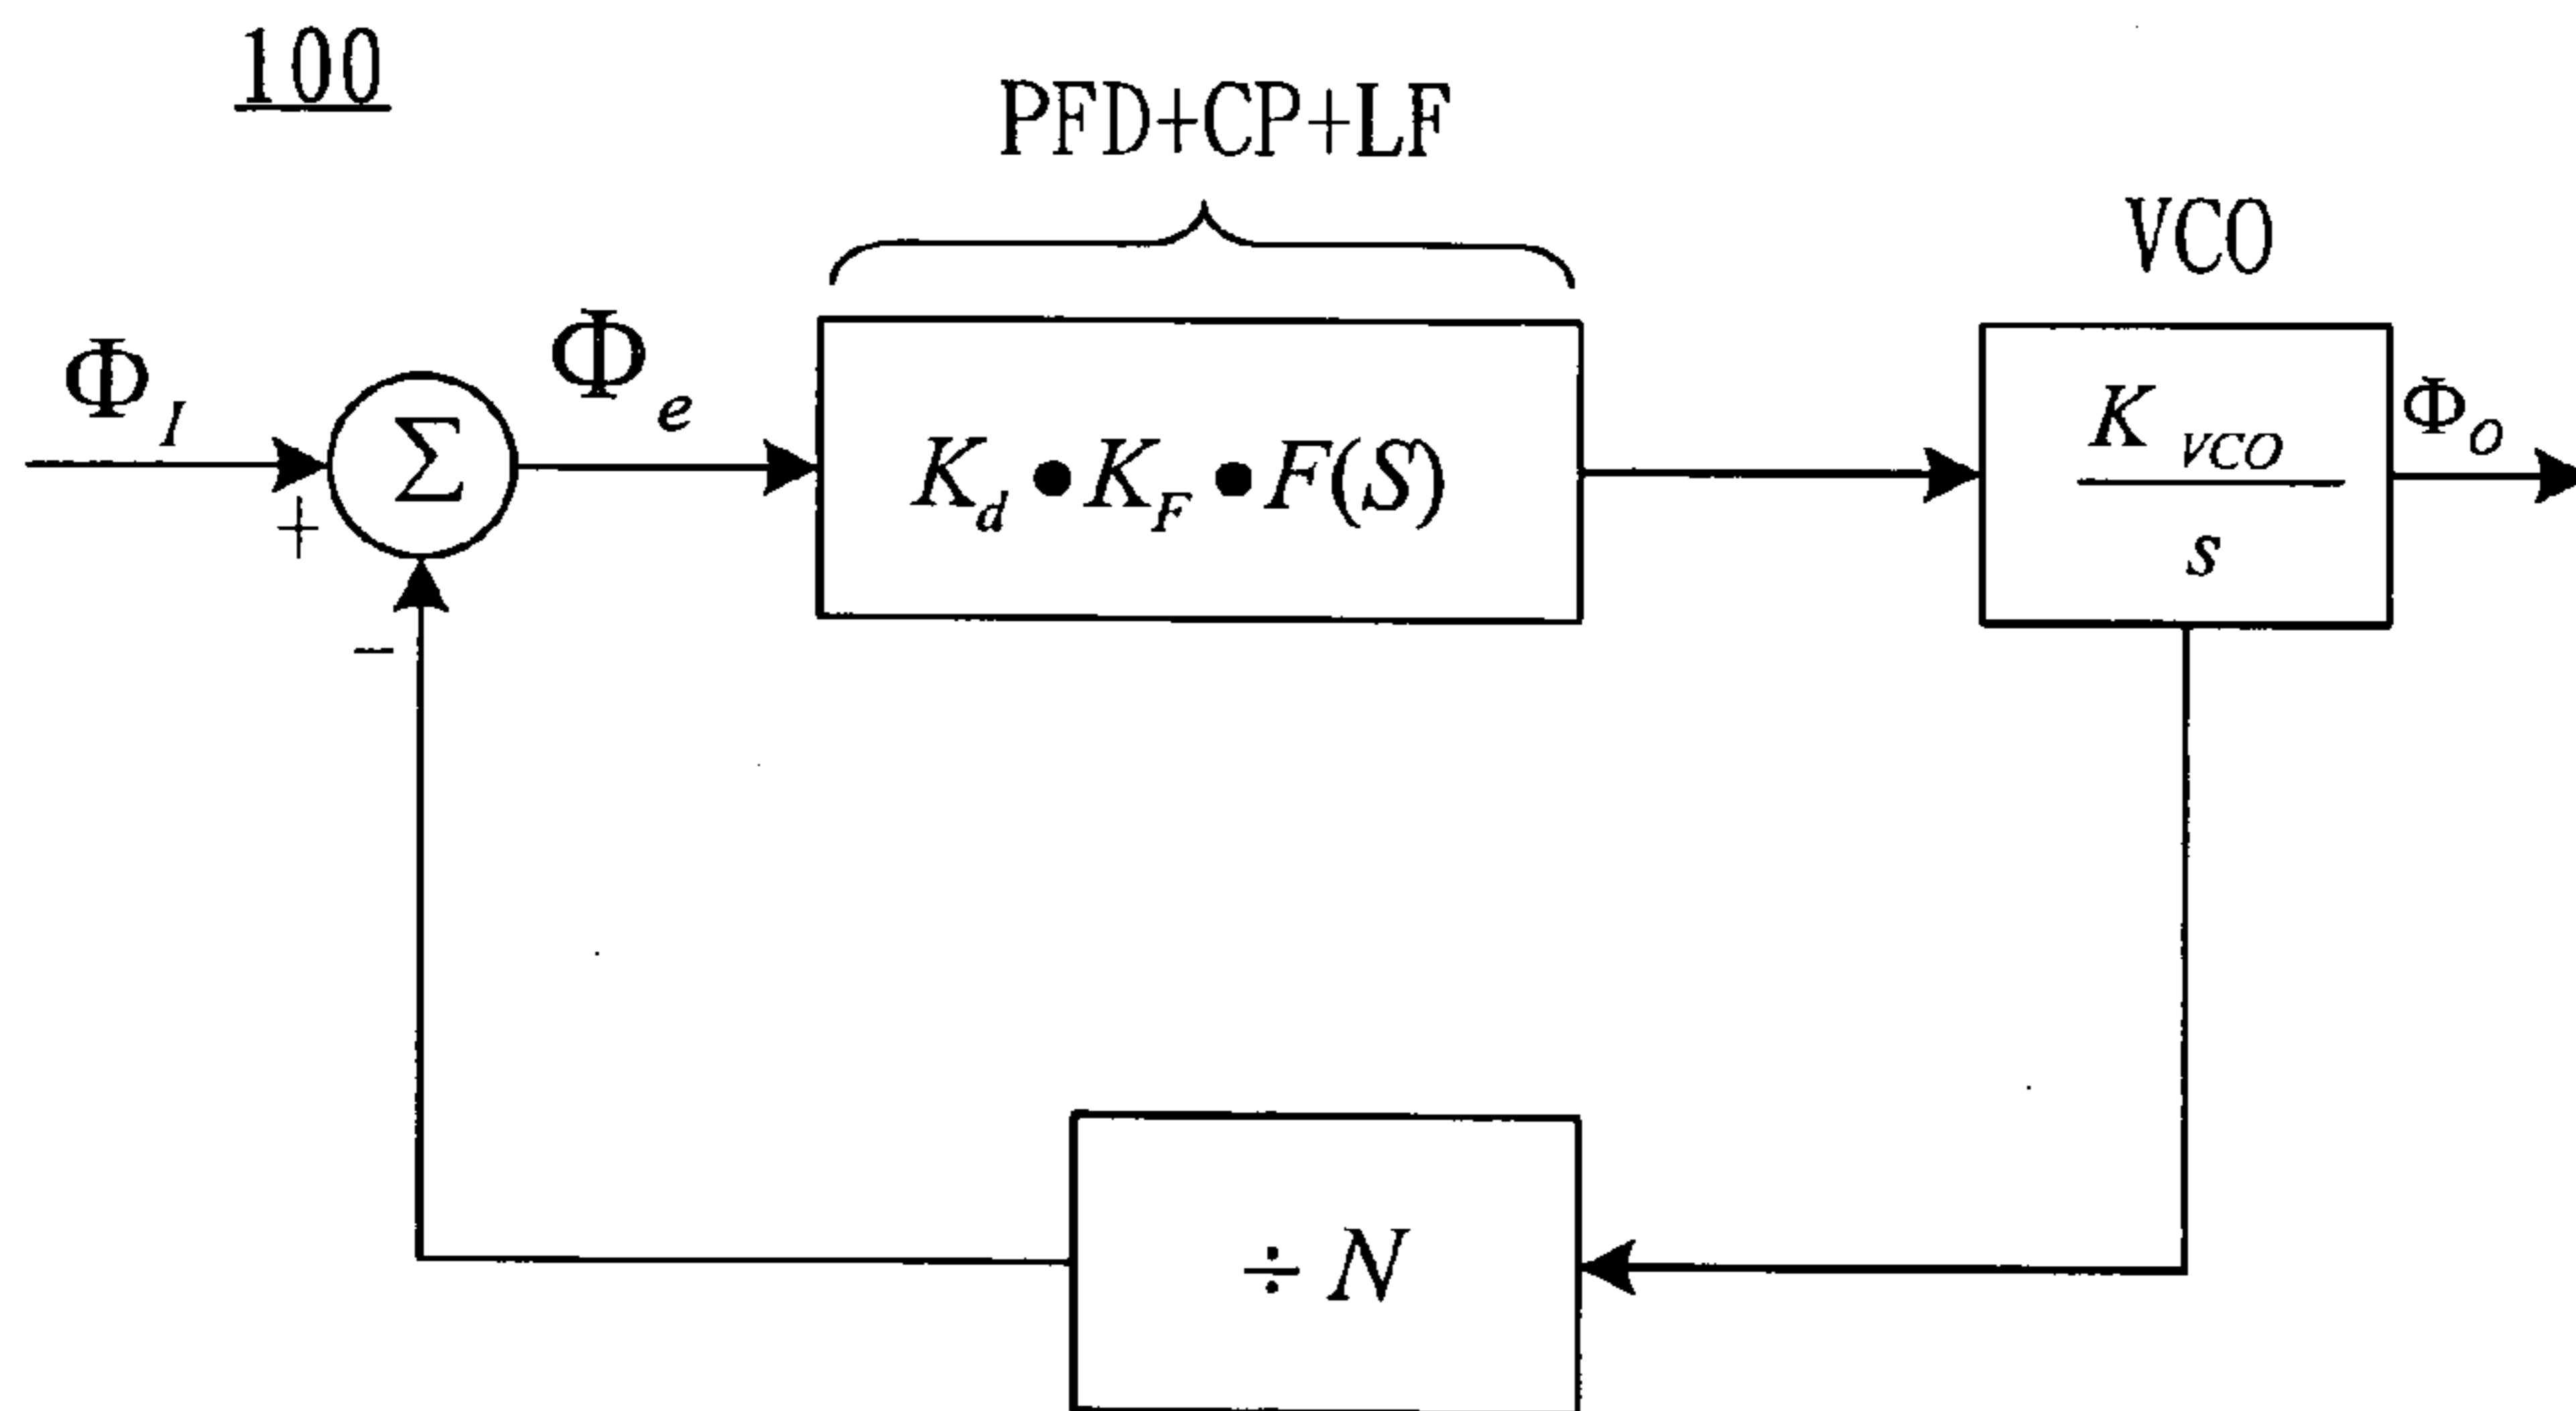 100
PFD+CP+LF
VCO
Φ_I
+
−
Σ
Φ_e
K_d • K_F • F(S)
K_VCO
s
Φ_O
÷ N